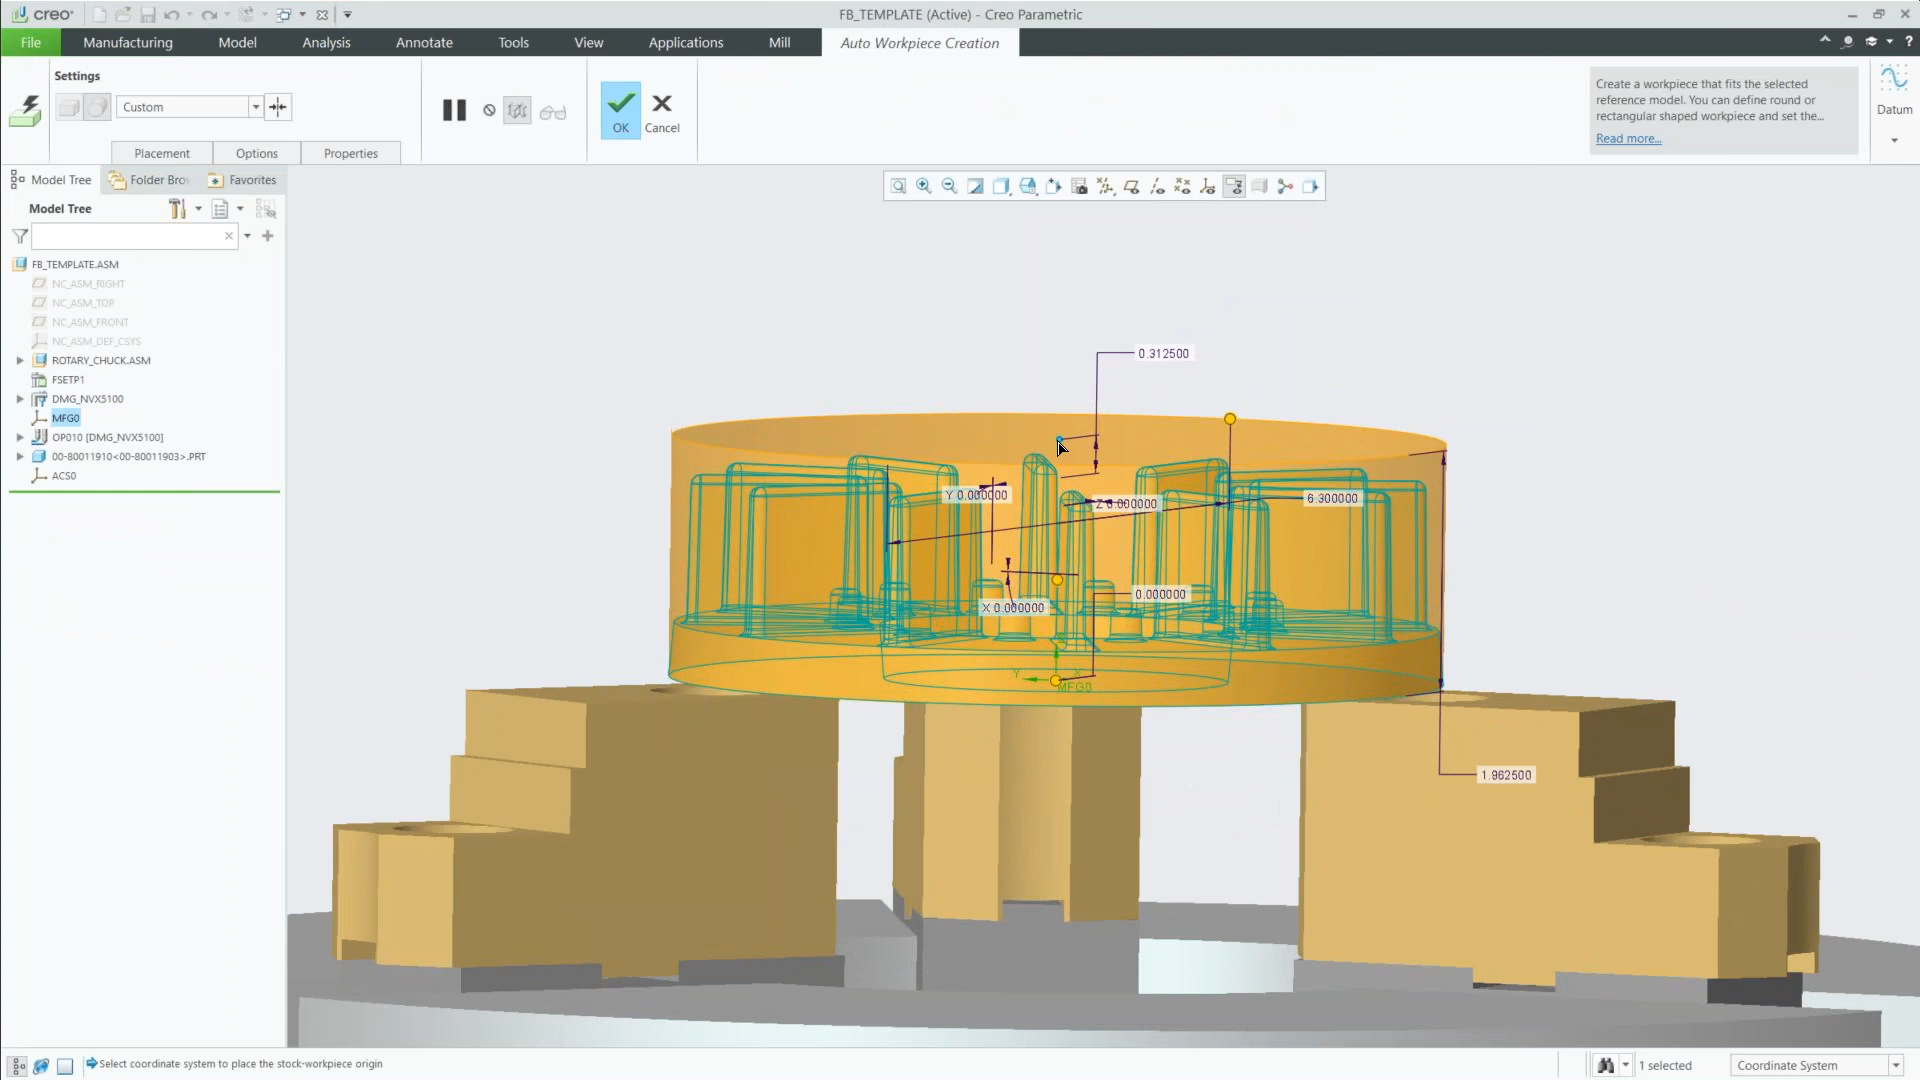 creo
FB_TEMPLATE (Active) - Creo Parametric
File
Manufacturing
Model
Analysis
Annotate
Tools
View
Applications
Mill
Auto Workpiece Creation
Settings
Custom
OK
Cancel
Placement
Options
Properties
Create a workpiece that fits the selected
reference model. You can define round or
rectangular shaped workpiece and set the...
Read more...
Datum
Model Tree
Folder Bro
Favorites
Model Tree
FB_TEMPLATE.ASM
NC_ASM_RIGHT
NC_ASM_TOP
NC_ASM_FRONT
NC_ASM_DEF_CSYS
ROTARY_CHUCK.ASM
FSETP1
DMG_NVX5100
MFG0
OP010 [DMG_NVX5100]
00-80011910<00-80011903>.PRT
ACS0
0.312500
Y 0.000000
Z 0.000000
6.300000
X 0.000000
0.000000
Y
X
MFG0
1.962500
Select coordinate system to place the stock-workpiece origin
1 selected
Coordinate System